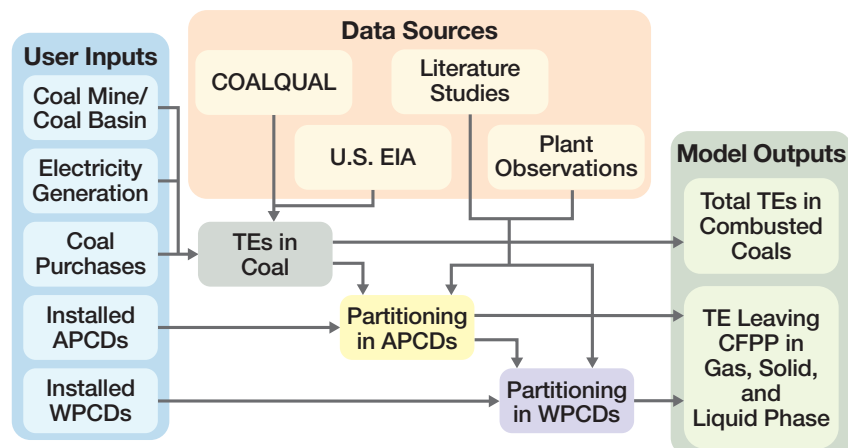 User Inputs
Coal Mine/
Coal Basin
Electricity
Generation
Coal
Purchases
Installed
APCDs
Installed
WPCDs
Data Sources
COALQUAL
Literature
Studies
U.S. EIA
Plant
Observations
TEs in
Coal
Partitioning
in APCDs
Partitioning
in WPCDs
Model Outputs
Total TEs in
Combusted
Coals
TE Leaving
CFPP in
Gas, Solid,
and
Liquid Phase